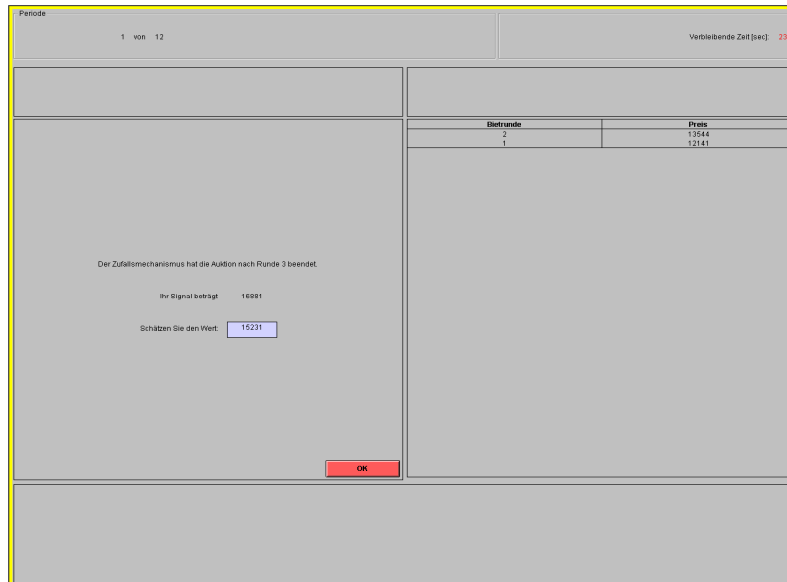 Periode
1 von 12
Verbleibende Zeit [sec]: 23
Bietrunde Preis
2 13544
1 12141
Der Zufallsmechanismus hat die Auktion nach Runde 3 beendet.
Ihr Signal beträgt 16881
Schätzen Sie den Wert: 15231
OK